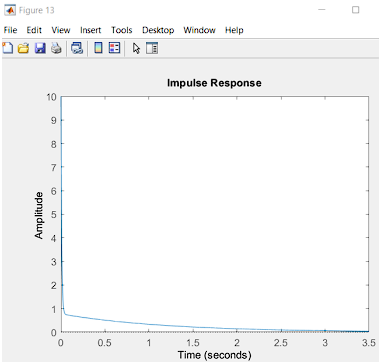 Figure 13
File Edit View Insert Tools Desktop Window Help
Impulse Response
Amplitude
10
9
8
7
6
5
4
3
2
1
0
0 0.5 1 1.5 2 2.5 3 3.5
Time (seconds)